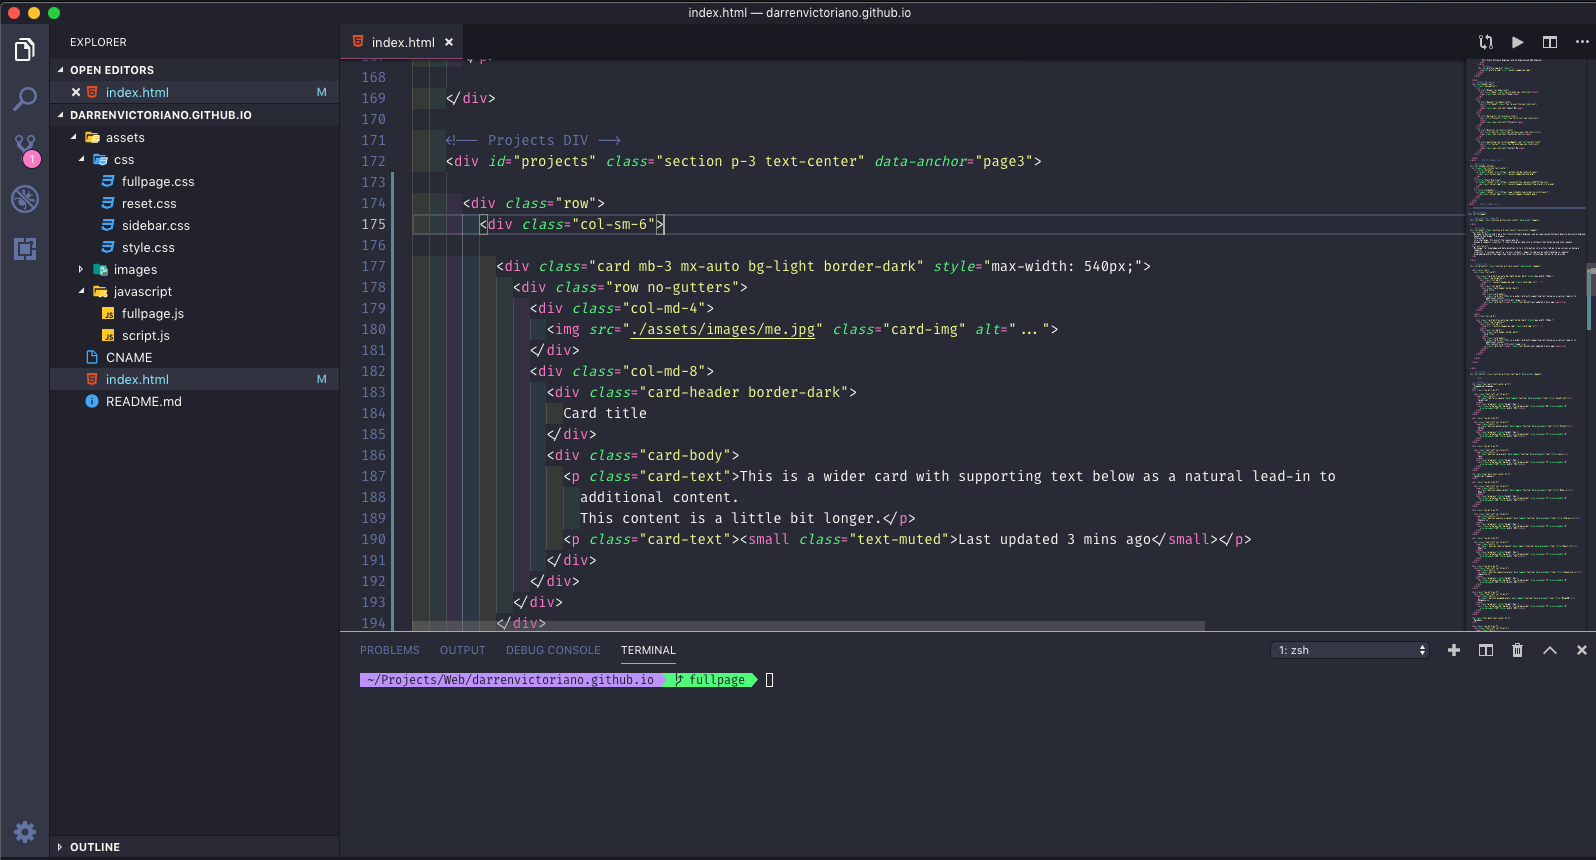 index.html — darrenvictoriano.github.io
EXPLORER
OPEN EDITORS
index.html M
DARRENVICTORIANO.GITHUB.IO
assets
css
fullpage.css
reset.css
sidebar.css
style.css
images
javascript
JS fullpage.js
JS script.js
CNAME
index.html M
README.md
OUTLINE
1
index.html
168
169 </div>
170
171 <!-- Projects DIV -->
172 <div id="projects" class="section p-3 text-center" data-anchor="page3">
173
174 <div class="row">
175 <div class="col-sm-6">
176
177 <div class="card mb-3 mx-auto bg-light border-dark" style="max-width: 540px;">
178 <div class="row no-gutters">
179 <div class="col-md-4">
180 <img src="./assets/images/me.jpg" class="card-img" alt="...">
181 </div>
182 <div class="col-md-8">
183 <div class="card-header border-dark">
184 Card title
185 </div>
186 <div class="card-body">
187 <p class="card-text">This is a wider card with supporting text below as a natural lead-in to
188 additional content.
189 This content is a little bit longer.</p>
190 <p class="card-text"><small class="text-muted">Last updated 3 mins ago</small></p>
191 </div>
192 </div>
193 </div>
194 </div>
PROBLEMS OUTPUT DEBUG CONSOLE TERMINAL 1: zsh
~/Projects/Web/darrenvictoriano.github.io fullpage